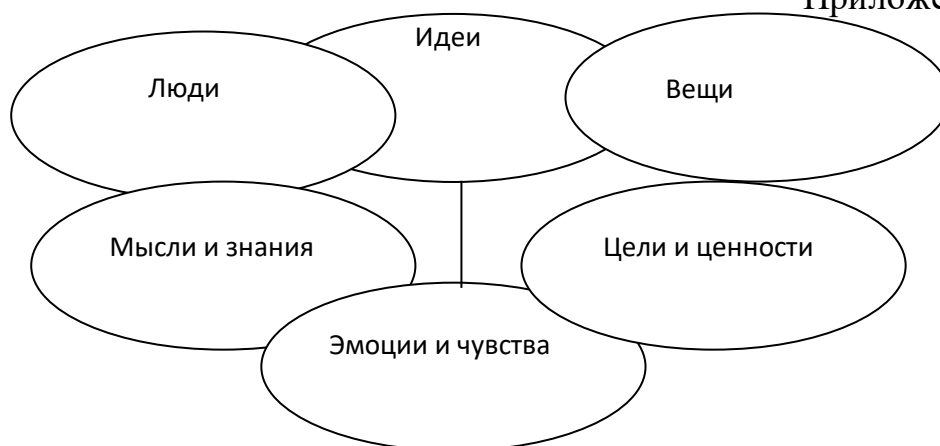 Идеи
Люди
Вещи
Мысли и знания
Цели и ценности
Эмоции и чувства